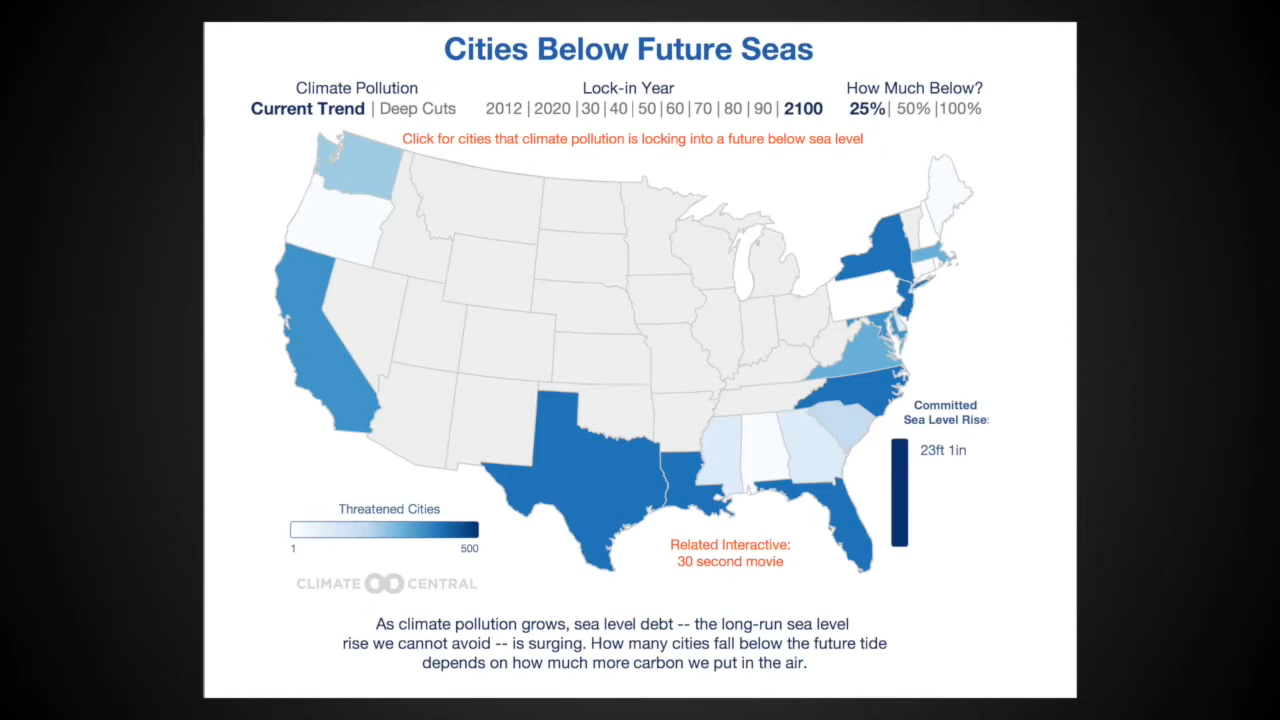 Cities Below Future Seas
Climate Pollution
Lock-in Year
How Much Below?
Current Trend | Deep Cuts
2012 | 2020 | 30 | 40 | 50 | 60 | 70 | 80 | 90 | 2100
25% | 50% | 100%
Click for cities that climate pollution is locking into a future below sea level
Committed
Sea Level Rise:
23ft 1in
Threatened Cities
1
500
Related Interactive:
30 second movie
CLIMATE CENTRAL
As climate pollution grows, sea level debt -- the long-run sea level
rise we cannot avoid -- is surging. How many cities fall below the future tide
depends on how much more carbon we put in the air.